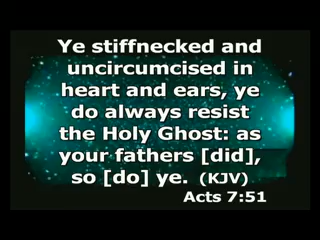 Ye stiffnecked and
uncircumcised in
heart and ears, ye
do always resist
the Holy Ghost: as
your fathers [did],
so [do] ye. (KJV)
Acts 7:51